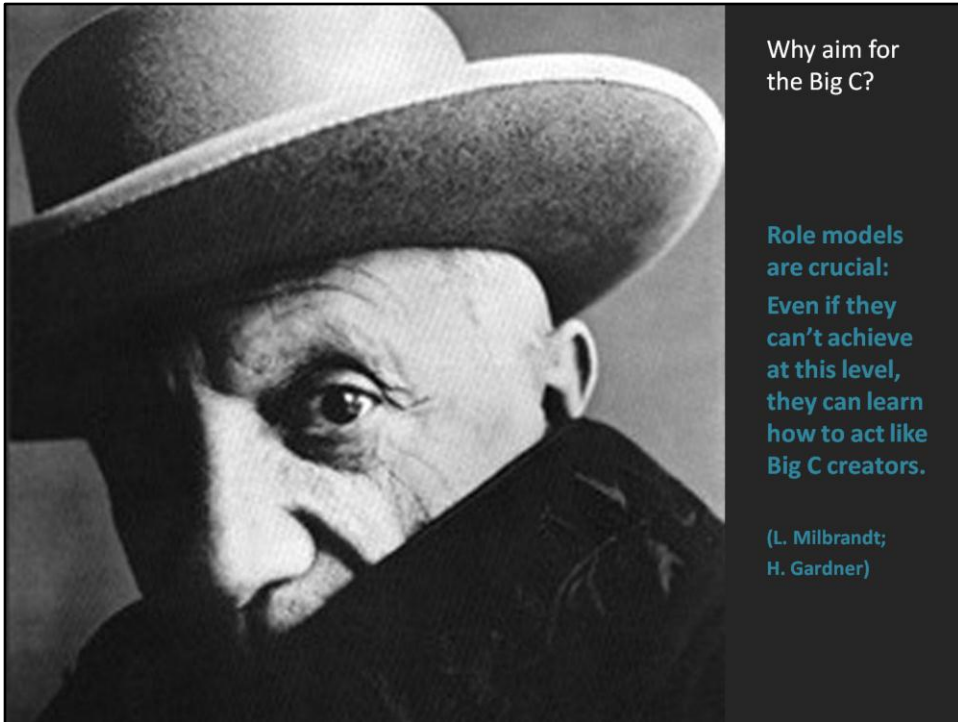 Why aim for
the Big C?
Role models
are crucial:
Even if they
can’t achieve
at this level,
they can learn
how to act like
Big C creators.
(L. Milbrandt;
H. Gardner)